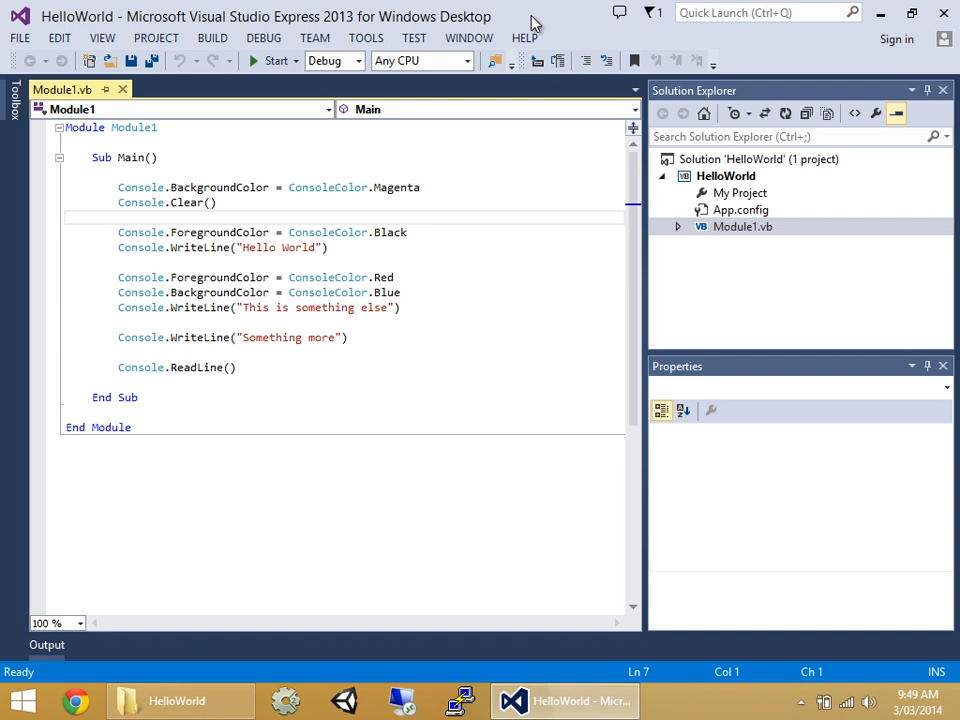 HelloWorld - Microsoft Visual Studio Express 2013 for Windows Desktop
1
Quick Launch (Ctrl+Q)
FILE EDIT VIEW PROJECT BUILD DEBUG TEAM TOOLS TEST WINDOW HELP
Sign in
Start Debug Any CPU
Toolbox
Module1.vb
Module1 Main
Module Module1
Sub Main()
Console.BackgroundColor = ConsoleColor.Magenta
Console.Clear()
Console.ForegroundColor = ConsoleColor.Black
Console.WriteLine("Hello World")
Console.ForegroundColor = ConsoleColor.Red
Console.BackgroundColor = ConsoleColor.Blue
Console.WriteLine("This is something else")
Console.WriteLine("Something more")
Console.ReadLine()
End Sub
End Module
100 %
Output
Solution Explorer
Search Solution Explorer (Ctrl+;)
Solution 'HelloWorld' (1 project)
VB HelloWorld
My Project
App.config
VB Module1.vb
Properties
Ready Ln 7 Col 1 Ch 1 INS
HelloWorld
HelloWorld - Micr...
9:49 AM
3/03/2014